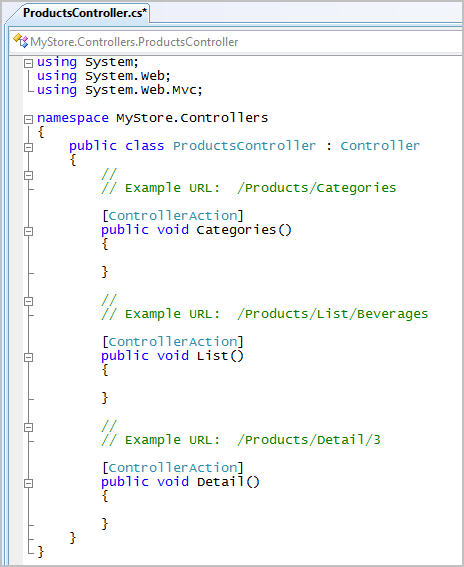 ProductsController.cs*
MyStore.Controllers.ProductsController
using System;
using System.Web;
using System.Web.Mvc;
namespace MyStore.Controllers
{
public class ProductsController : Controller
{
//
// Example URL:  /Products/Categories
[ControllerAction]
public void Categories()
{
}
//
// Example URL:  /Products/List/Beverages
[ControllerAction]
public void List()
{
}
//
// Example URL:  /Products/Detail/3
[ControllerAction]
public void Detail()
{
}
}
}